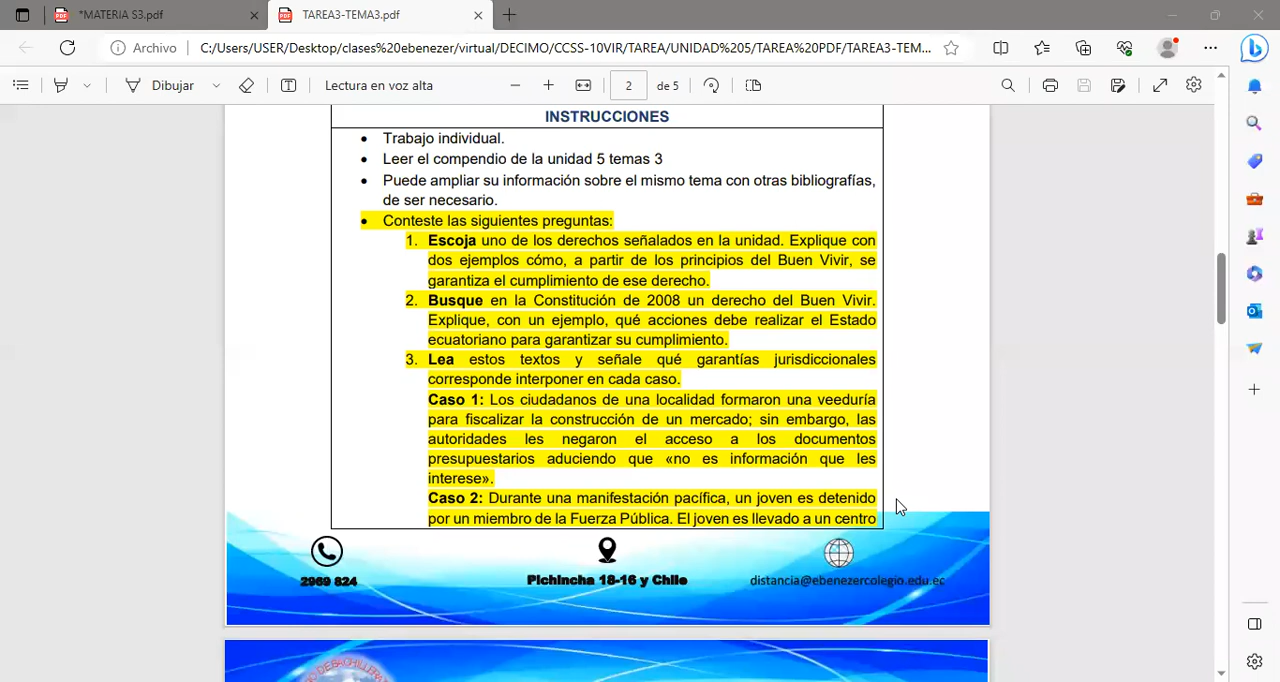 *MATERIA S3.pdf
TAREA3-TEMA3.pdf
Archivo
C:/Users/USER/Desktop/clases%20ebenezer/virtual/DECIMO/CCSS-10VIR/TAREA/UNIDAD%205/TAREA%20PDF/TAREA3-TEM...
Dibujar
Lectura en voz alta
2
de 5
INSTRUCCIONES
• Trabajo individual.
• Leer el compendio de la unidad 5 temas 3
• Puede ampliar su información sobre el mismo tema con otras bibliografías,
de ser necesario.
• Conteste las siguientes preguntas:
1. Escoja uno de los derechos señalados en la unidad. Explique con
dos ejemplos cómo, a partir de los principios del Buen Vivir, se
garantiza el cumplimiento de ese derecho.
2. Busque en la Constitución de 2008 un derecho del Buen Vivir.
Explique, con un ejemplo, qué acciones debe realizar el Estado
ecuatoriano para garantizar su cumplimiento.
3. Lea estos textos y señale qué garantías jurisdiccionales
corresponde interponer en cada caso.
Caso 1: Los ciudadanos de una localidad formaron una veeduría
para fiscalizar la construcción de un mercado; sin embargo, las
autoridades les negaron el acceso a los documentos
presupuestarios aduciendo que «no es información que les
interese».
Caso 2: Durante una manifestación pacífica, un joven es detenido
por un miembro de la Fuerza Pública. El joven es llevado a un centro
2969 824
Pichincha 18-16 y Chile
distancia@ebenezercolegio.edu.ec